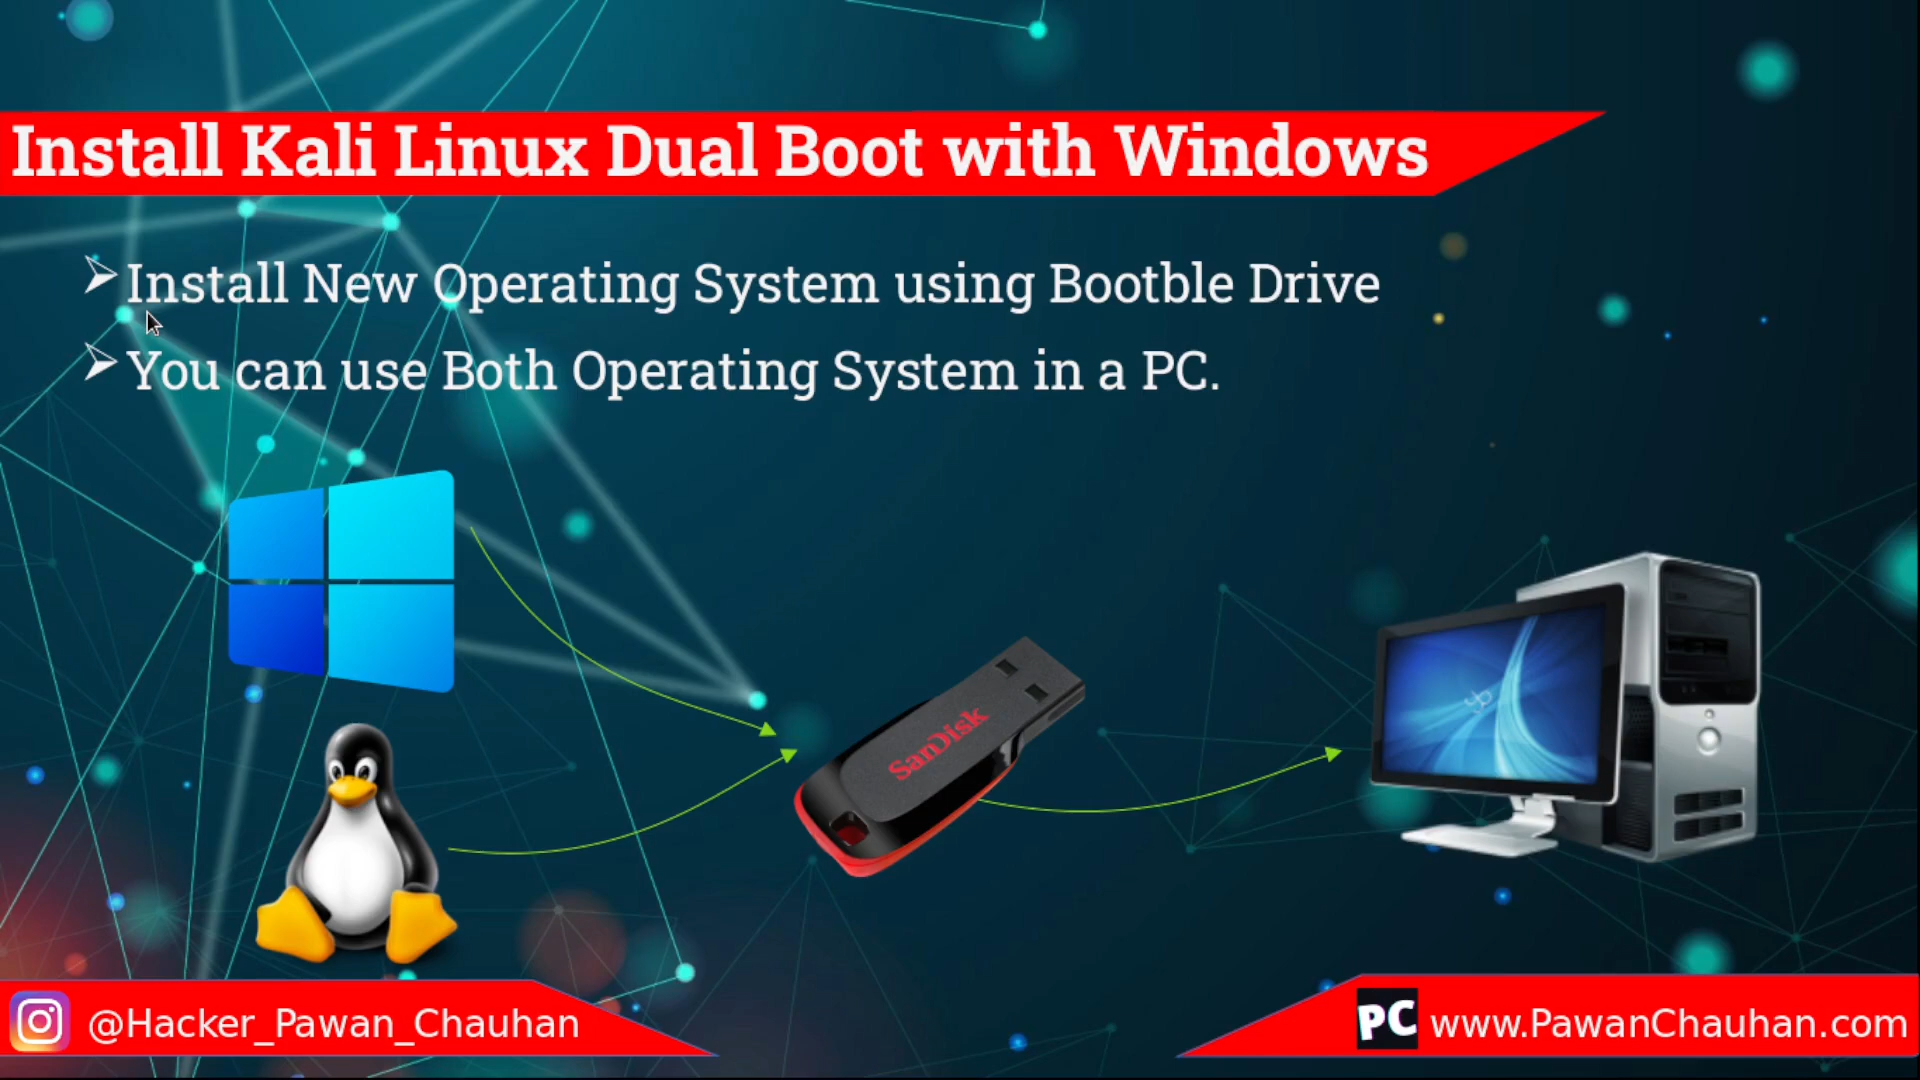 Install Kali Linux Dual Boot with Windows
Install New Operating System using Bootble Drive
You can use Both Operating System in a PC.
SanDisk
@Hacker_Pawan_Chauhan
PC www.PawanChauhan.com